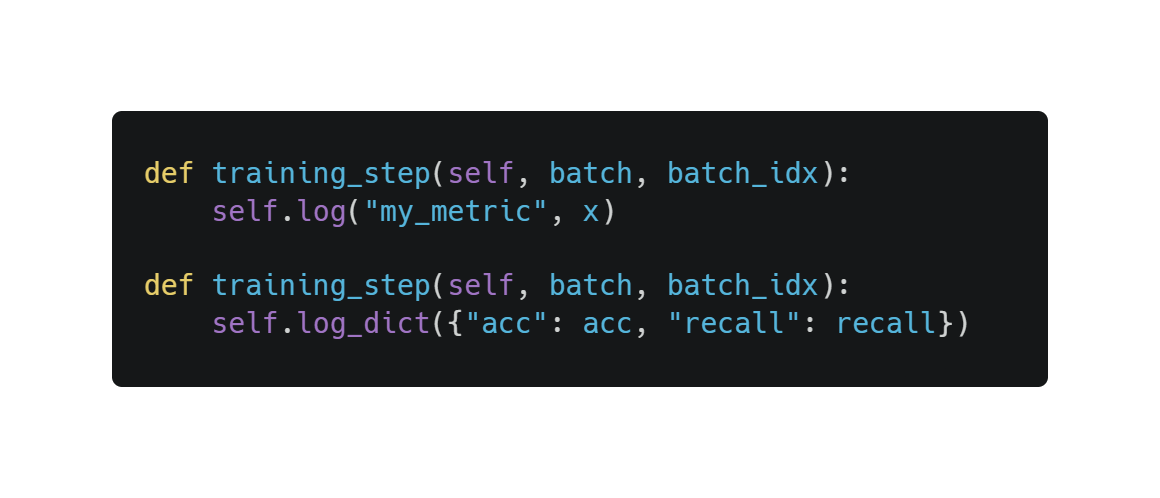 def training_step(self, batch, batch_idx):
    self.log("my_metric", x)

def training_step(self, batch, batch_idx):
    self.log_dict({"acc": acc, "recall": recall})